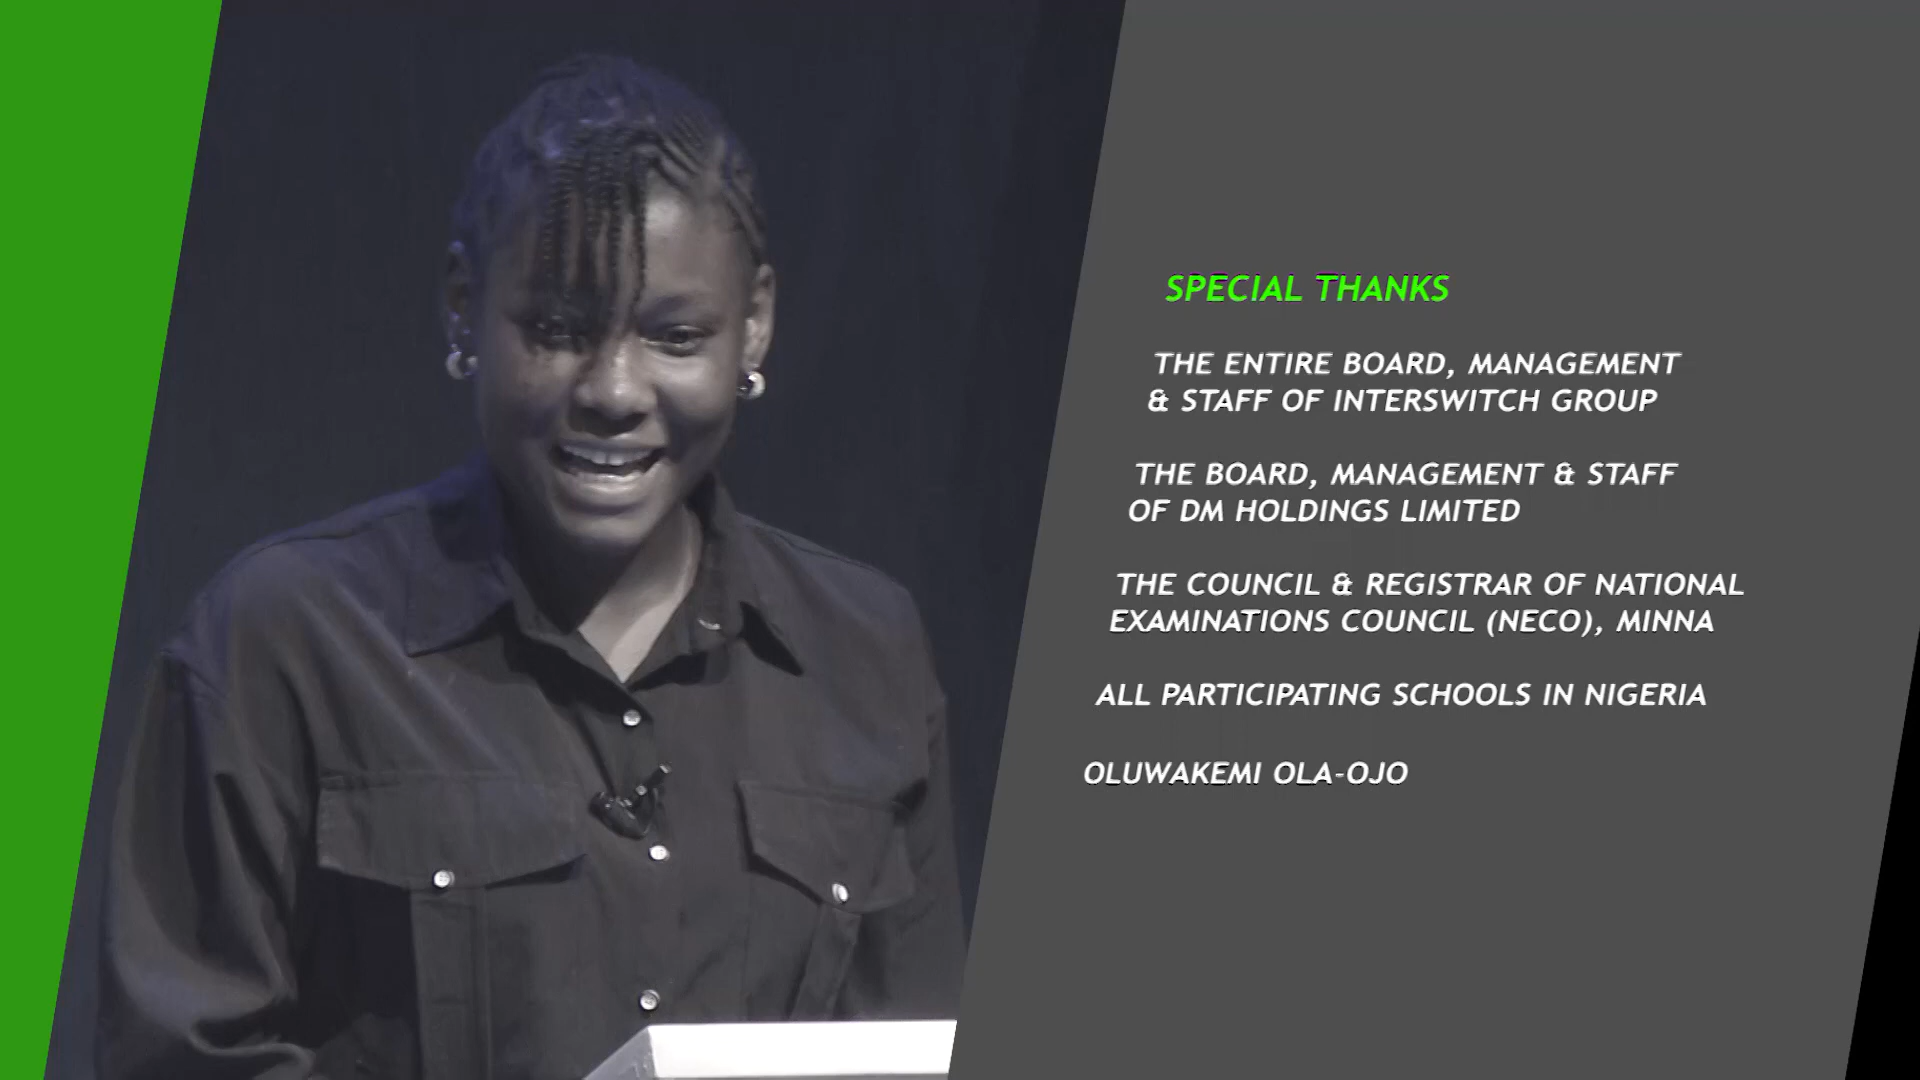 SPECIAL THANKS
THE ENTIRE BOARD, MANAGEMENT
& STAFF OF INTERSWITCH GROUP
THE BOARD, MANAGEMENT & STAFF
OF DM HOLDINGS LIMITED
THE COUNCIL & REGISTRAR OF NATIONAL
EXAMINATIONS COUNCIL (NECO), MINNA
ALL PARTICIPATING SCHOOLS IN NIGERIA
OLUWAKEMI OLA-OJO